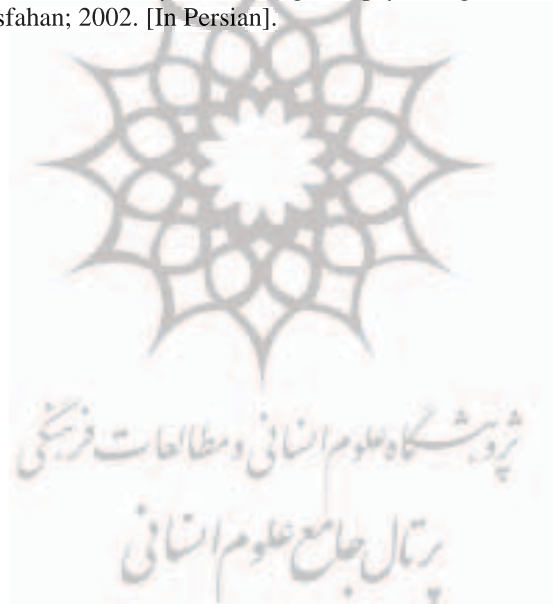 sfahan; 2002. [In Persian].
پژوهشگاه علوم انسانی و مطالعات فرهنگی
پرتال جامع علوم انسانی